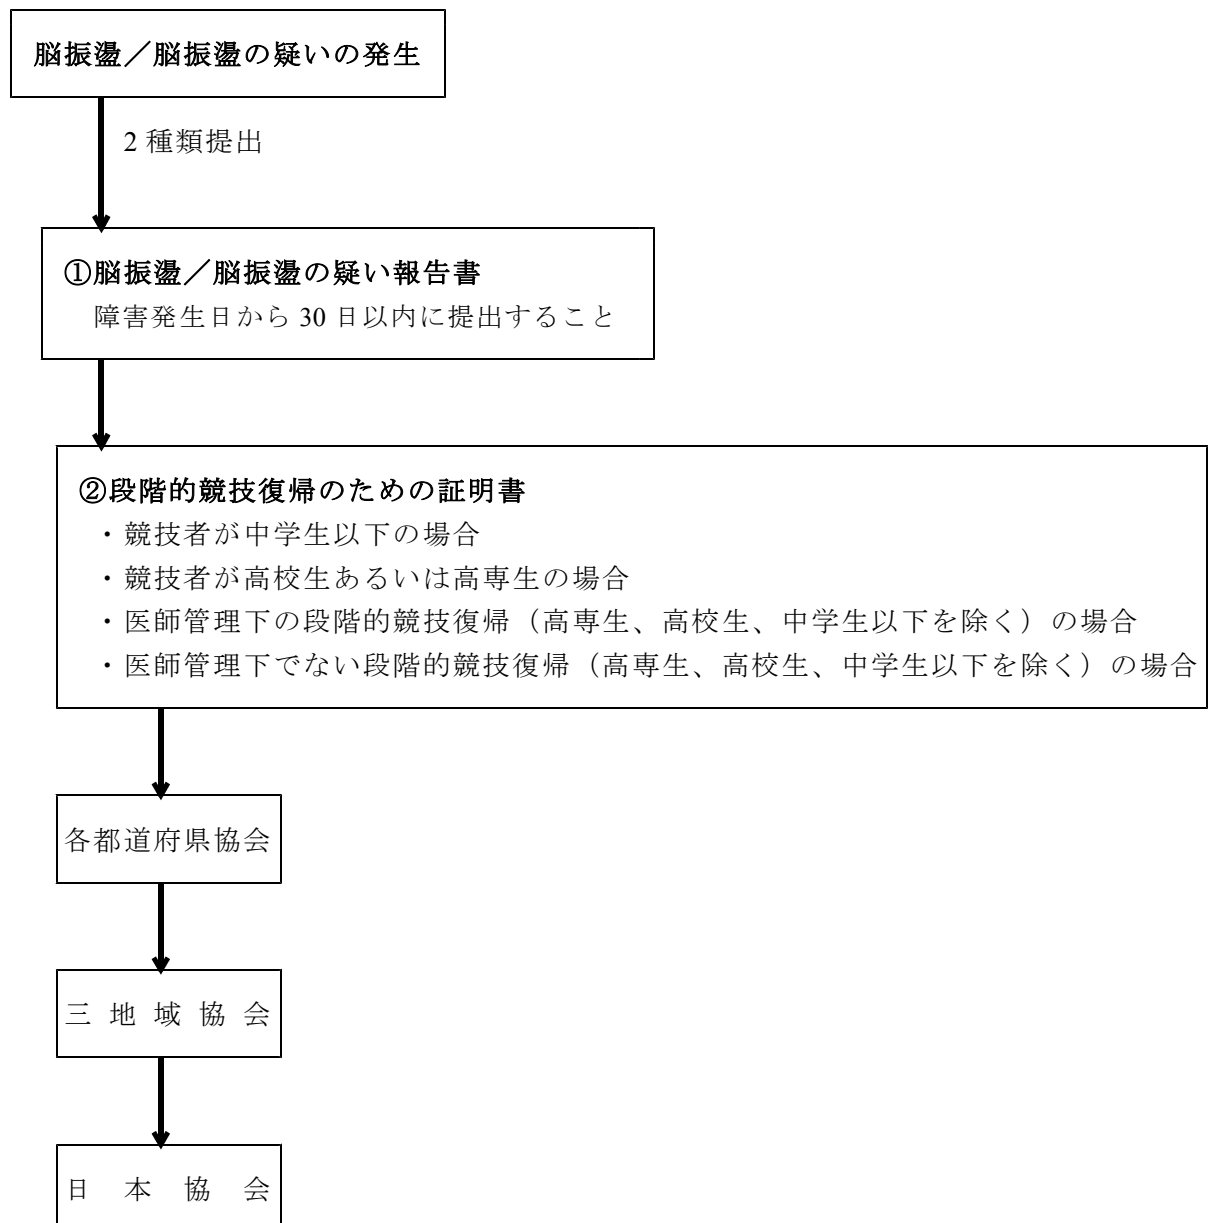 脳振盪／脳振盪の疑いの発生
2種類提出
①脳振盪／脳振盪の疑い報告書
障害発生日から30日以内に提出すること
②段階的競技復帰のための証明書
・競技者が中学生以下の場合
・競技者が高校生あるいは高専生の場合
・医師管理下の段階的競技復帰（高専生、高校生、中学生以下を除く）の場合
・医師管理下でない段階的競技復帰（高専生、高校生、中学生以下を除く）の場合
各都道府県協会
三地域協会
日本協会